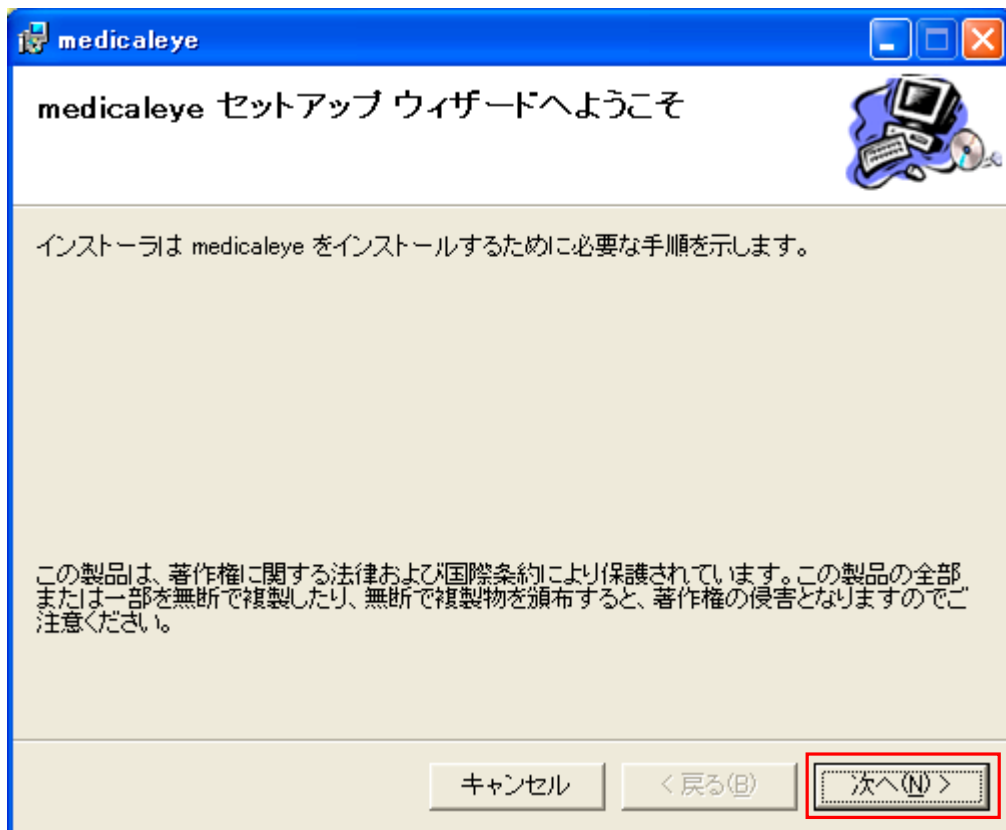 medicaleye
medicaleye セットアップ ウィザードへようこそ
インストーラは medicaleye をインストールするために必要な手順を示します。
この製品は、著作権に関する法律および国際条約により保護されています。この製品の全部
または一部を無断で複製したり、無断で複製物を頒布すると、著作権の侵害となりますのでご
注意ください。
キャンセル
< 戻る(B)
次へ(N) >